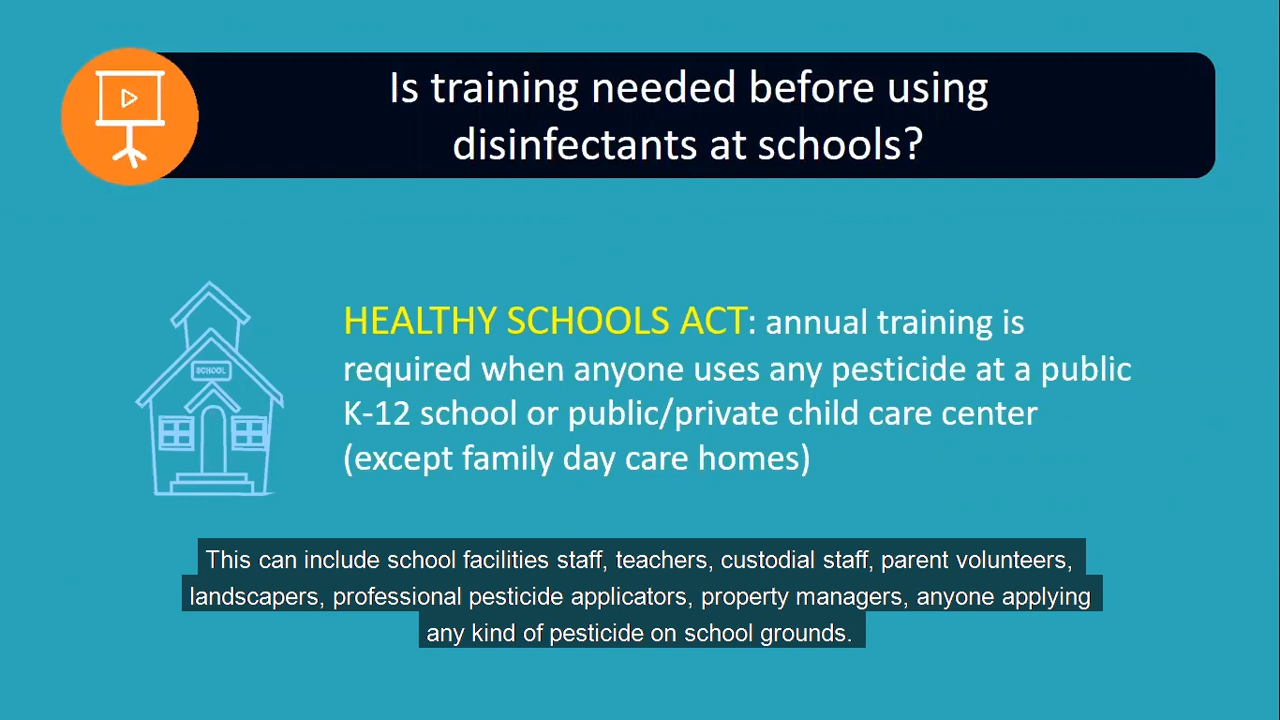 Is training needed before using
disinfectants at schools?
SCHOOL
HEALTHY SCHOOLS ACT: annual training is
required when anyone uses any pesticide at a public
K-12 school or public/private child care center
(except family day care homes)
This can include school facilities staff, teachers, custodial staff, parent volunteers,
landscapers, professional pesticide applicators, property managers, anyone applying
any kind of pesticide on school grounds.